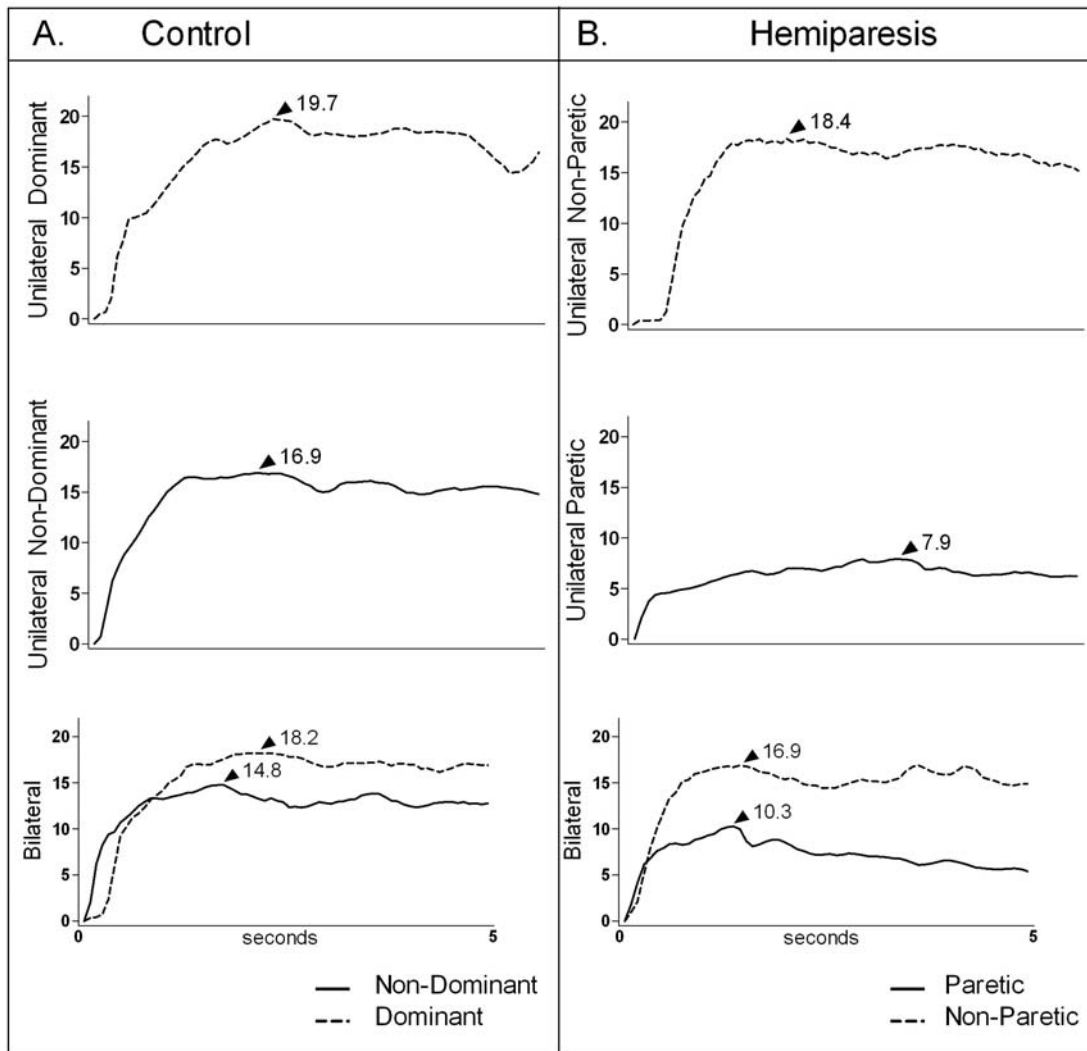 A. Control
Unilateral Dominant
20
15
10
5
0
19.7
Unilateral Non-Dominant
20
15
10
5
0
16.9
Bilateral
20
15
10
5
0
18.2
14.8
0 seconds 5
Non-Dominant
Dominant
B. Hemiparesis
Unilateral Non-Paretic
20
15
10
5
0
18.4
Unilateral Paretic
20
15
10
5
0
7.9
Bilateral
20
15
10
5
0
16.9
10.3
0 seconds 5
Paretic
Non-Paretic